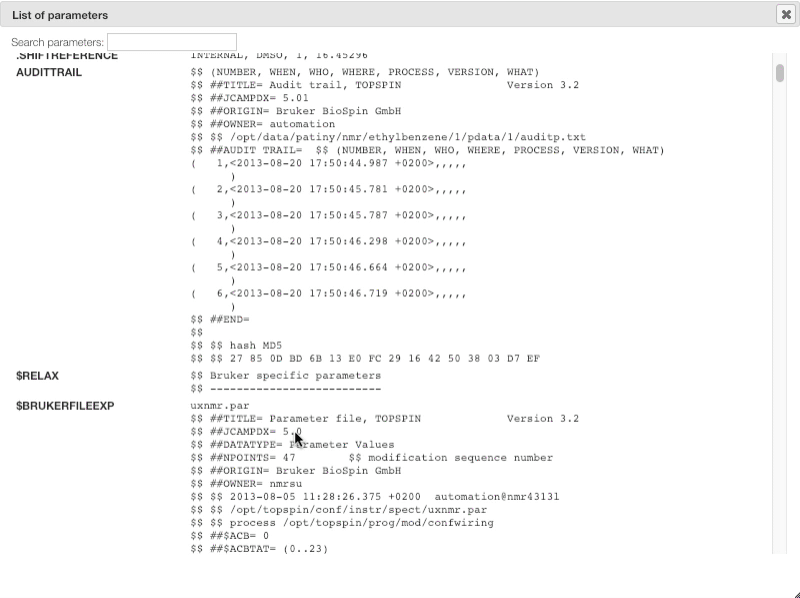 List of parameters
Search parameters:
.SHIFTREFERENCE INTERNAL, DMSO, 1, 16.45296
AUDITTRAIL $$ (NUMBER, WHEN, WHO, WHERE, PROCESS, VERSION, WHAT)
$$ ##TITLE= Audit trail, TOPSPIN Version 3.2
$$ ##JCAMPDX= 5.01
$$ ##ORIGIN= Bruker BioSpin GmbH
$$ ##OWNER= automation
$$ $$ /opt/data/patiny/nmr/ethylbenzene/1/pdata/1/auditp.txt
$$ ##AUDIT TRAIL= $$ (NUMBER, WHEN, WHO, WHERE, PROCESS, VERSION, WHAT)
( 1,<2013-08-20 17:50:44.987 +0200>,,,,,
)
( 2,<2013-08-20 17:50:45.781 +0200>,,,,,
)
( 3,<2013-08-20 17:50:45.787 +0200>,,,,,
)
( 4,<2013-08-20 17:50:46.298 +0200>,,,,,
)
( 5,<2013-08-20 17:50:46.664 +0200>,,,,,
)
( 6,<2013-08-20 17:50:46.719 +0200>,,,,,
)
$$ ##END=
$$
$$ $$ hash MD5
$$ $$ 27 85 0D BD 6B 13 E0 FC 29 16 42 50 38 03 D7 EF
$RELAX $$ Bruker specific parameters
$$ --------------------------
$BRUKERFILEEXP uxnmr.par
$$ ##TITLE= Parameter file, TOPSPIN Version 3.2
$$ ##JCAMPDX= 5.0
$$ ##DATATYPE= Parameter Values
$$ ##NPOINTS= 47 $$ modification sequence number
$$ ##ORIGIN= Bruker BioSpin GmbH
$$ ##OWNER= nmrsu
$$ $$ 2013-08-05 11:28:26.375 +0200 automation@nmr43131
$$ $$ /opt/topspin/conf/instr/spect/uxnmr.par
$$ $$ process /opt/topspin/prog/mod/confwiring
$$ ##$ACB= 0
$$ ##$ACBTAT= (0..23)